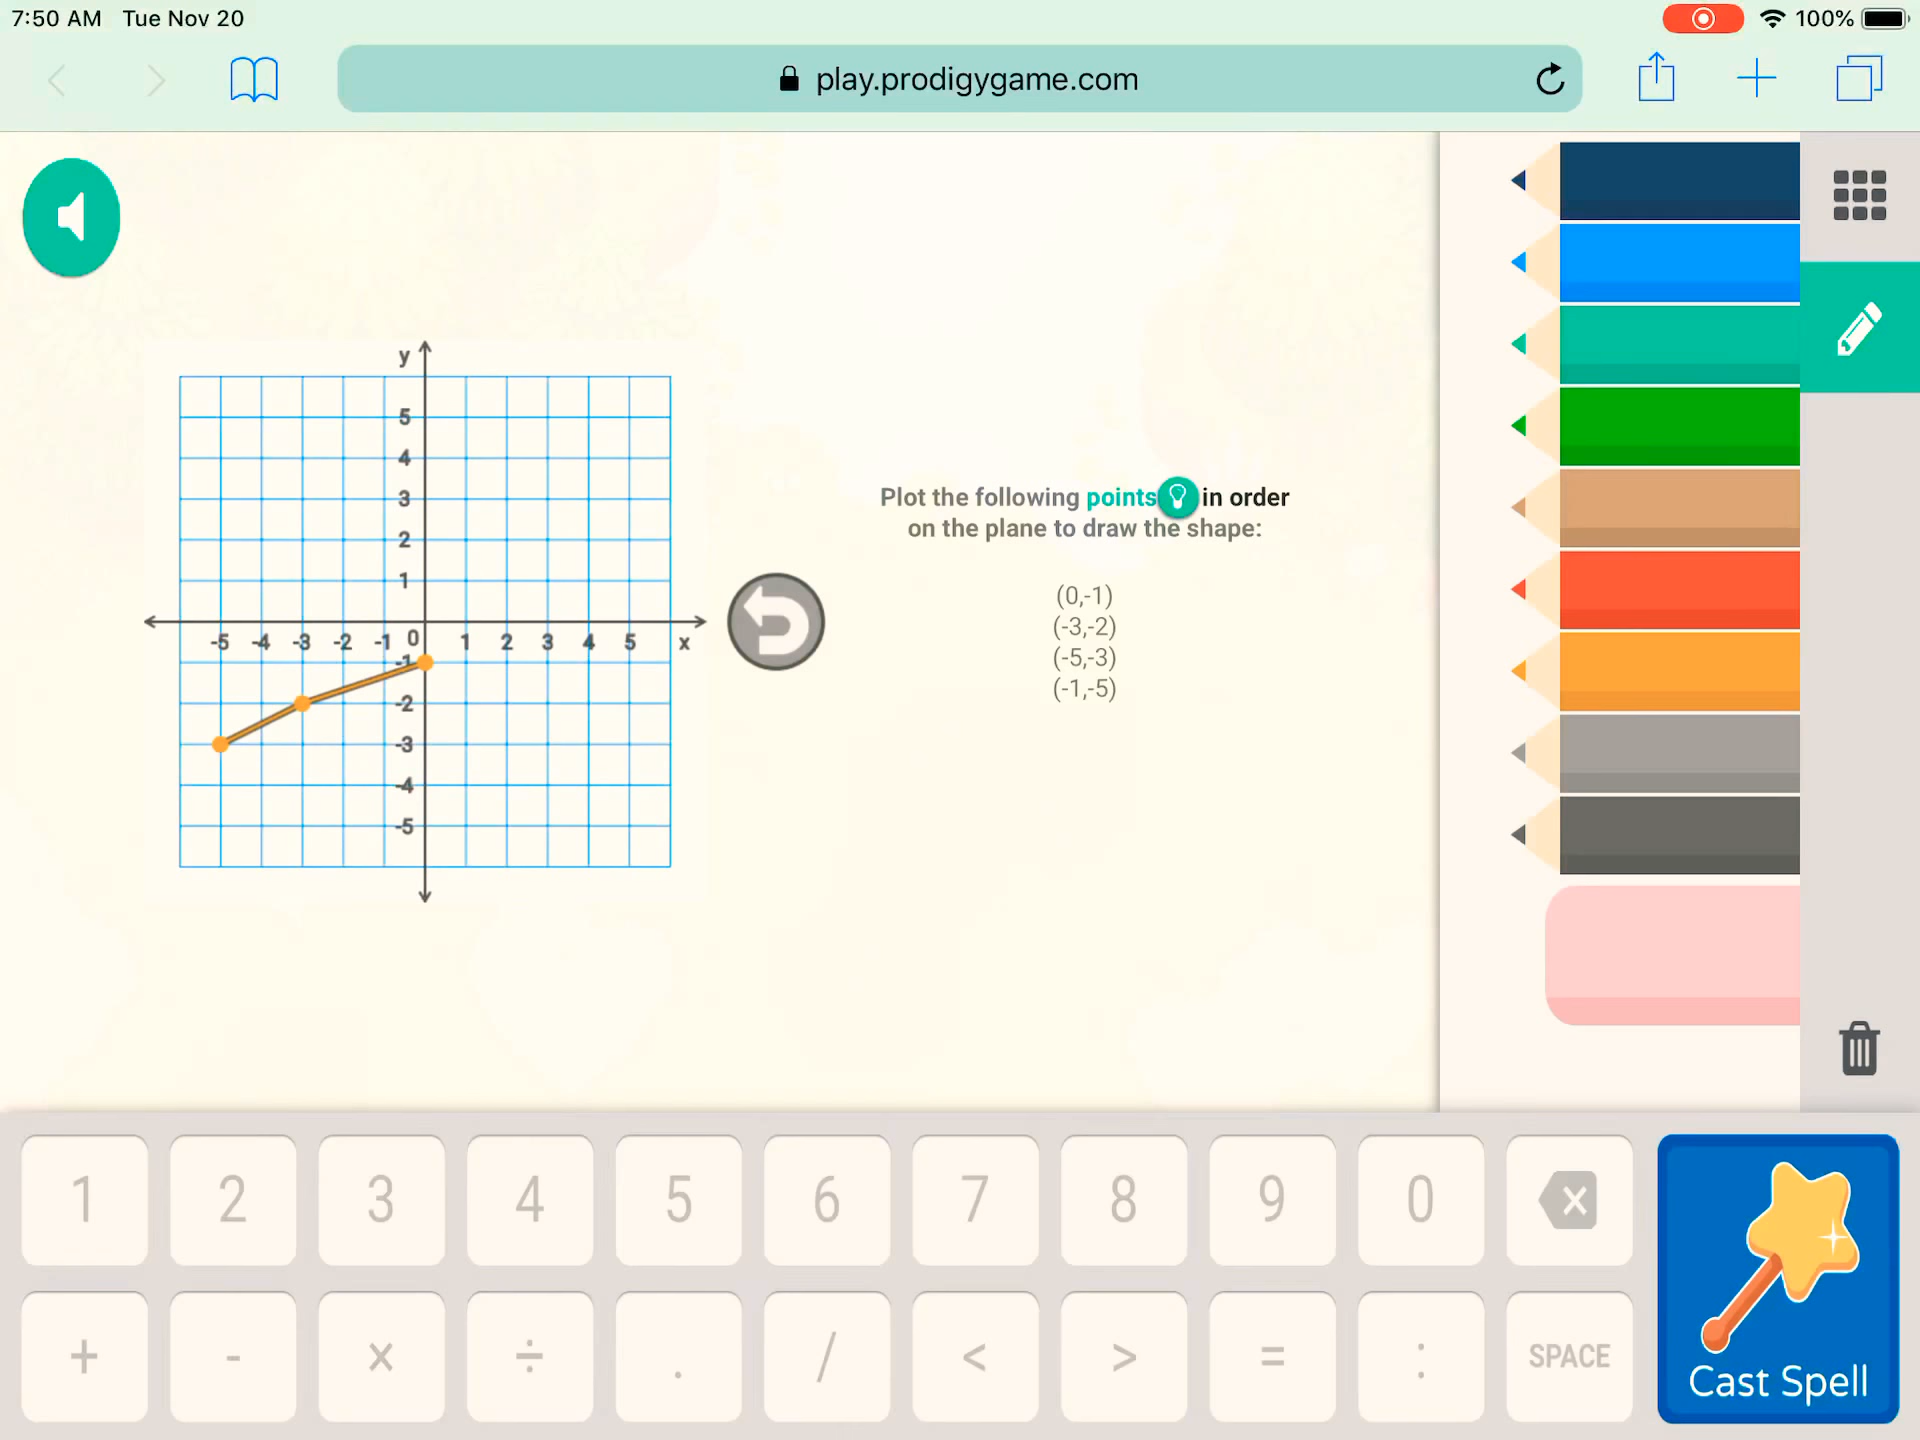 7:50 AM Tue Nov 20
100%
play.prodigygame.com
y
5
4
3
2
1
-5 -4 -3 -2 -1 0 1 2 3 4 5 x
-1
-2
-3
-4
-5
Plot the following points in order
on the plane to draw the shape:
(0,-1)
(-3,-2)
(-5,-3)
(-1,-5)
1 2 3 4 5 6 7 8 9 0 x
+ - × ÷ . / < > = : SPACE
Cast Spell